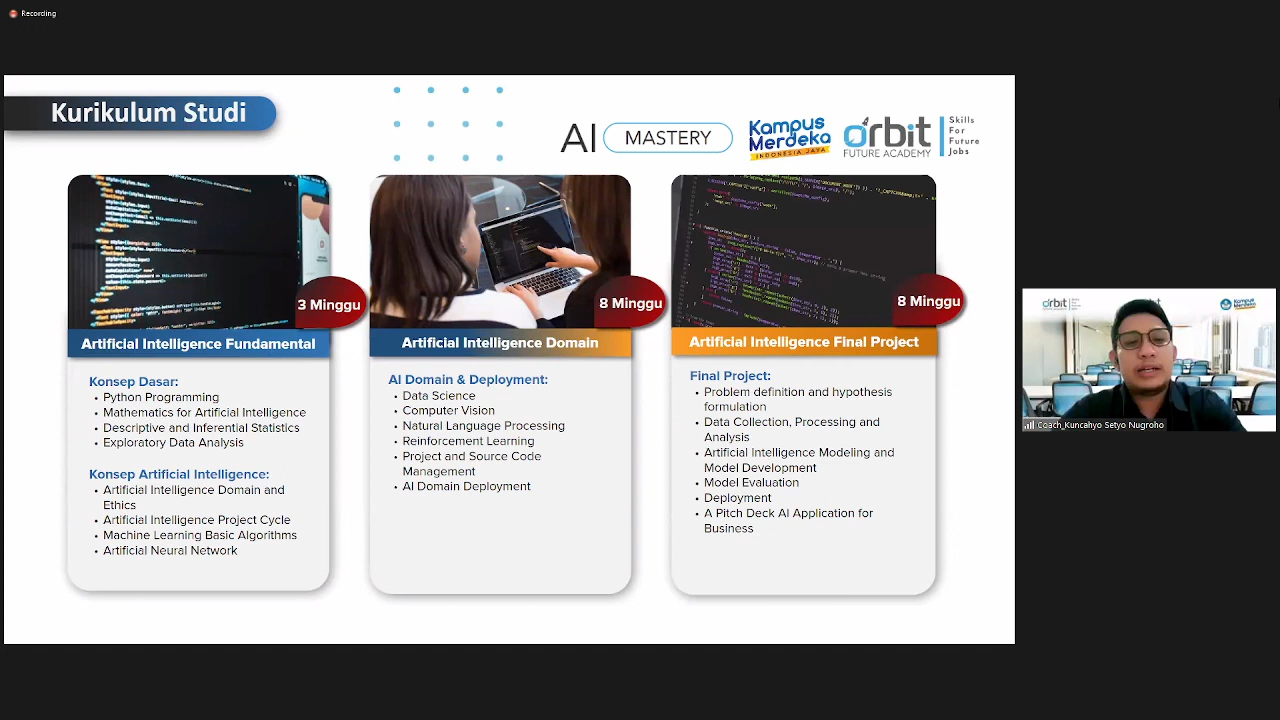 Recording
Kurikulum Studi
AI MASTERY
Kampus
Merdeka
INDONESIA JAYA
orbit
FUTURE ACADEMY
Skills
For
Future
Jobs
3 Minggu
Artificial Intelligence Fundamental
Konsep Dasar:
• Python Programming
• Mathematics for Artificial Intelligence
• Descriptive and Inferential Statistics
• Exploratory Data Analysis
Konsep Artificial Intelligence:
• Artificial Intelligence Domain and
Ethics
• Artificial Intelligence Project Cycle
• Machine Learning Basic Algorithms
• Artificial Neural Network
8 Minggu
Artificial Intelligence Domain
AI Domain & Deployment:
• Data Science
• Computer Vision
• Natural Language Processing
• Reinforcement Learning
• Project and Source Code
Management
• AI Domain Deployment
8 Minggu
Artificial Intelligence Final Project
Final Project:
• Problem definition and hypothesis
formulation
• Data Collection, Processing and
Analysis
• Artificial Intelligence Modeling and
Model Development
• Model Evaluation
• Deployment
• A Pitch Deck AI Application for
Business
orbit
Kampus
Merdeka
Coach_Kuncahyo Setyo Nugroho